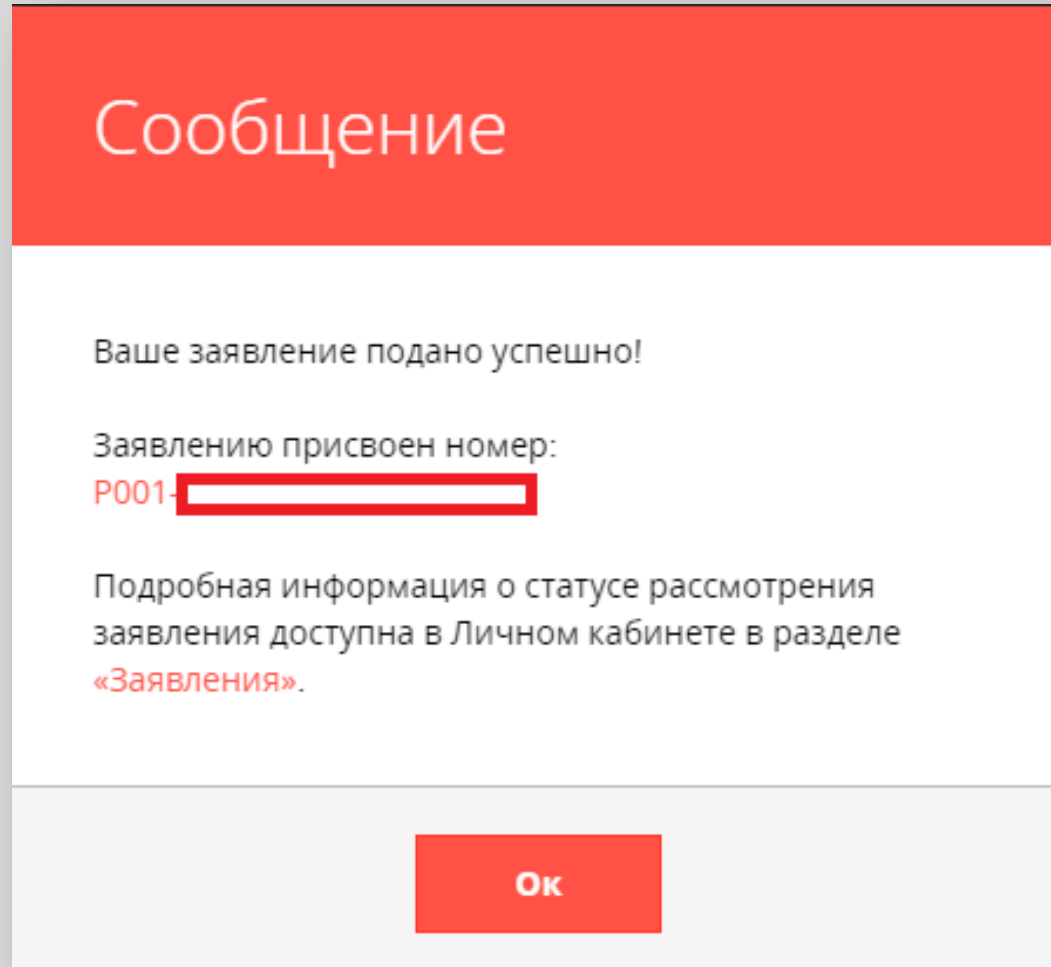 Сообщение
Ваше заявление подано успешно!
Заявлению присвоен номер:
P001-
Подробная информация о статусе рассмотрения
заявления доступна в Личном кабинете в разделе
«Заявления».
Ок